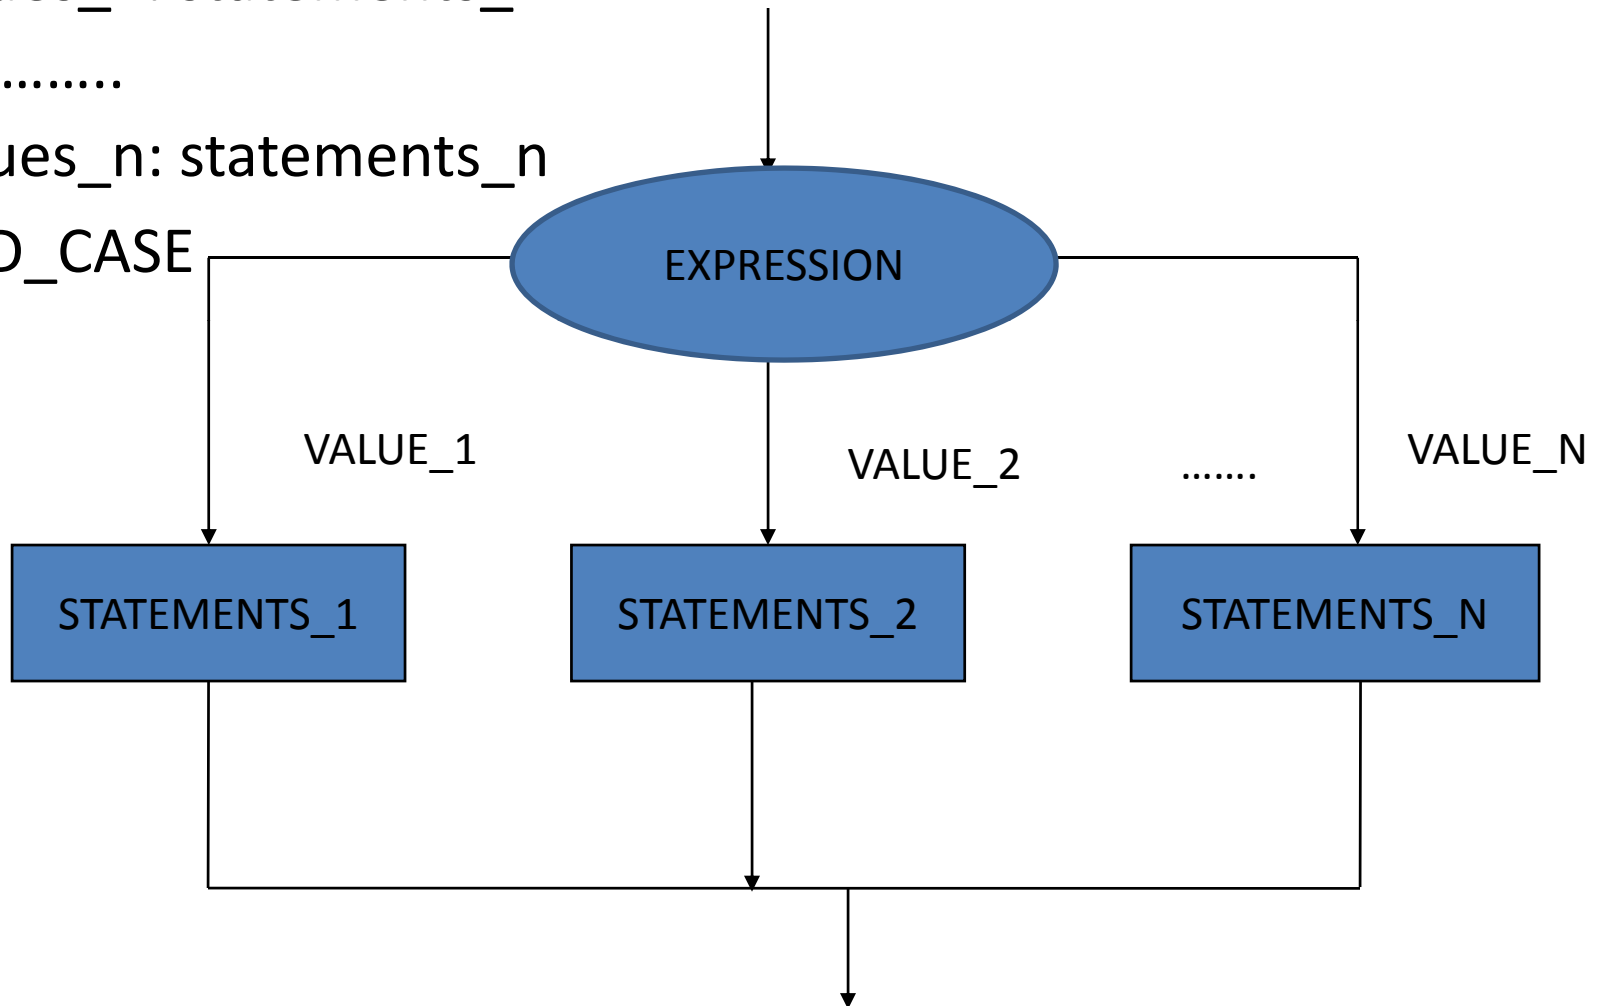 ………..
ues_n: statements_n
D_CASE
EXPRESSION
VALUE_1
VALUE_2
…….
VALUE_N
STATEMENTS_1
STATEMENTS_2
STATEMENTS_N